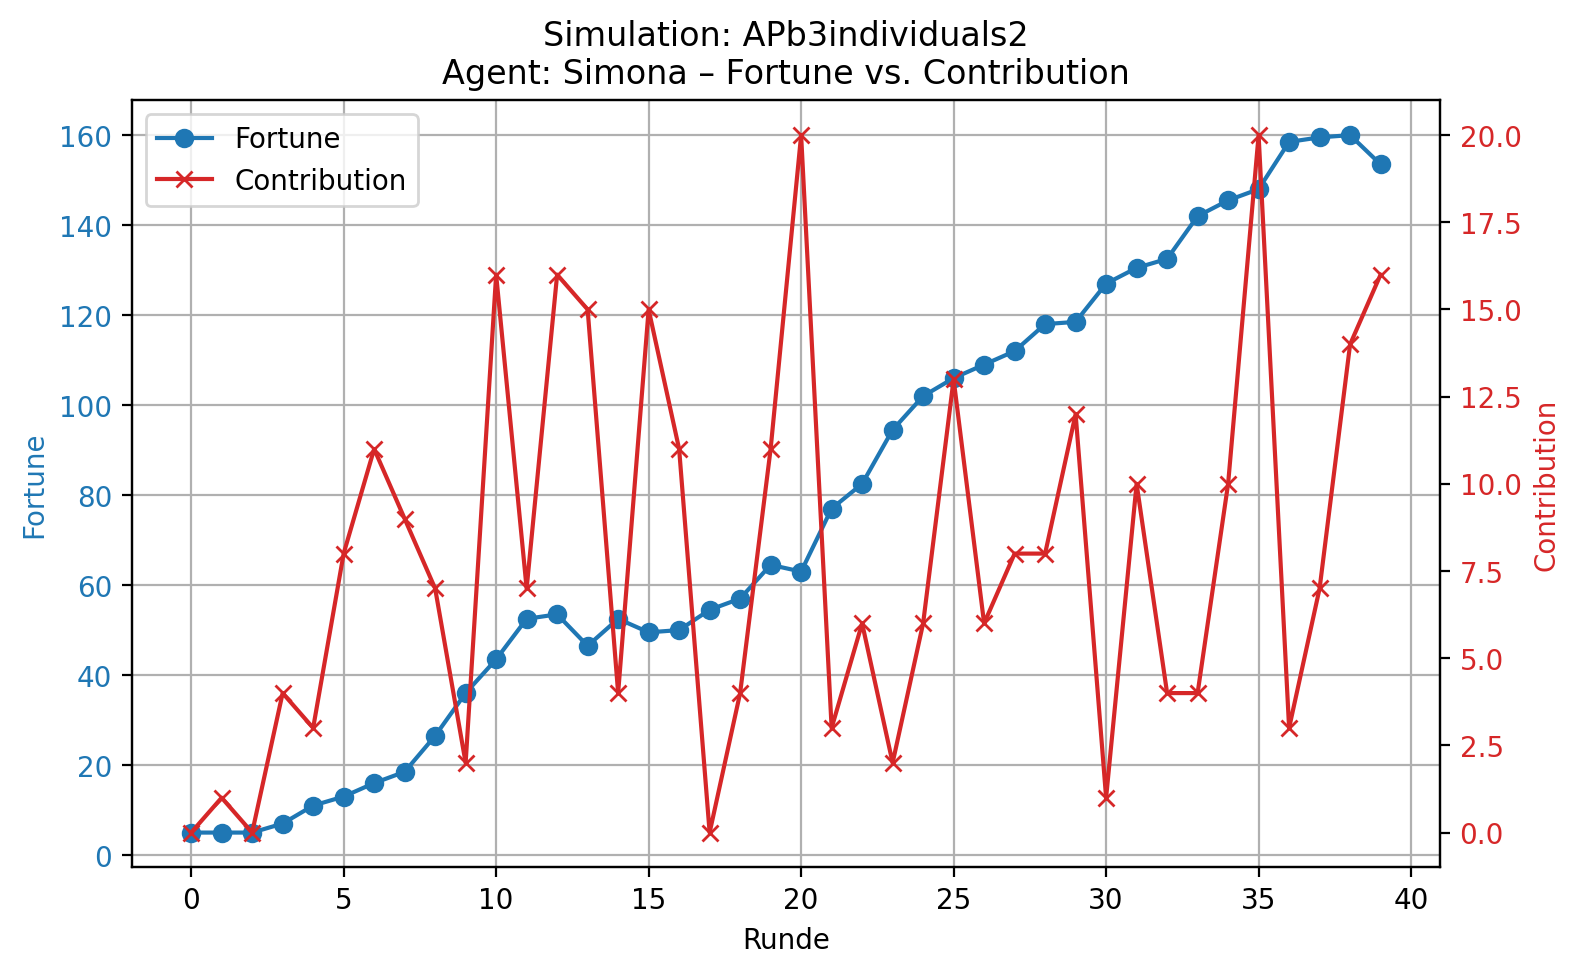 Simulation: APb3individuals2
Agent: Simona – Fortune vs. Contribution
Fortune
Contribution
160
140
120
100
80
60
40
20
0
Fortune
20.0
17.5
15.0
12.5
10.0
7.5
5.0
2.5
0.0
Contribution
0 5 10 15 20 25 30 35 40
Runde